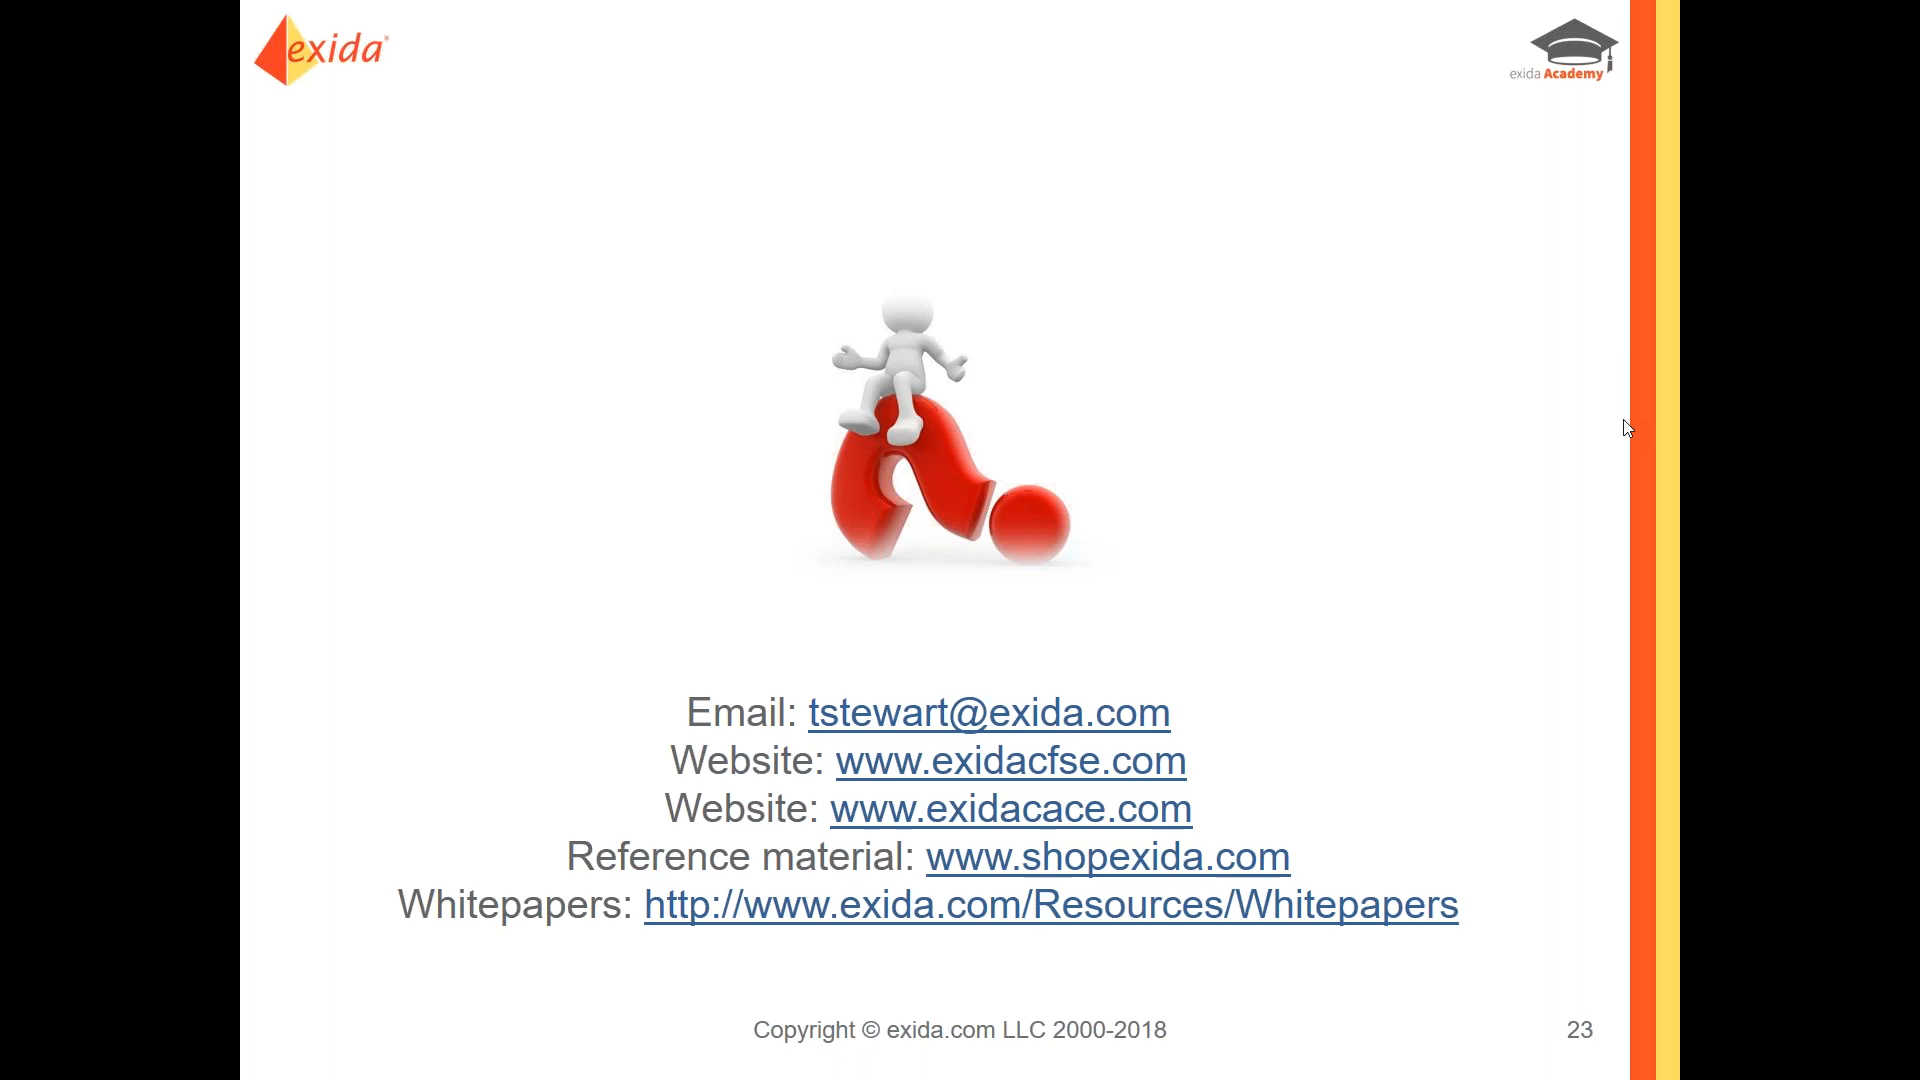 exida®
exida Academy
Email: tstewart@exida.com
Website: www.exidacfse.com
Website: www.exidacace.com
Reference material: www.shopexida.com
Whitepapers: http://www.exida.com/Resources/Whitepapers
Copyright © exida.com LLC 2000-2018
23